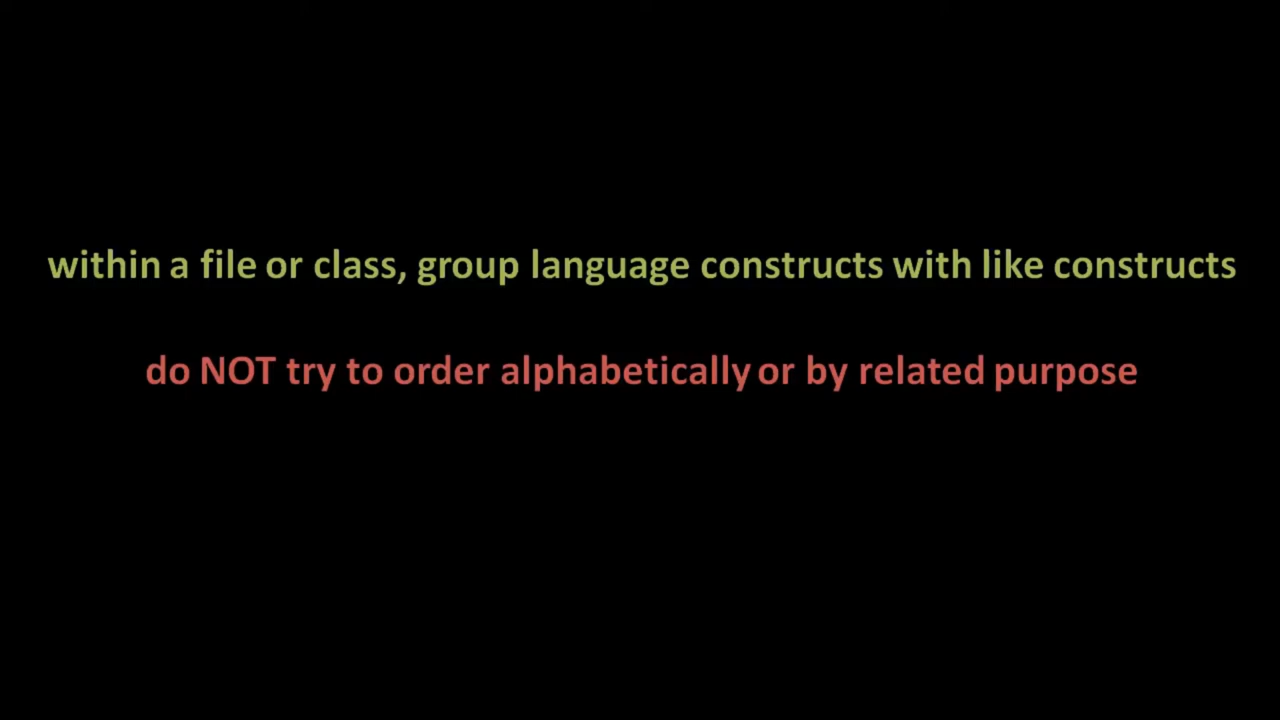 within a file or class, group language constructs with like constructs
do NOT try to order alphabetically or by related purpose